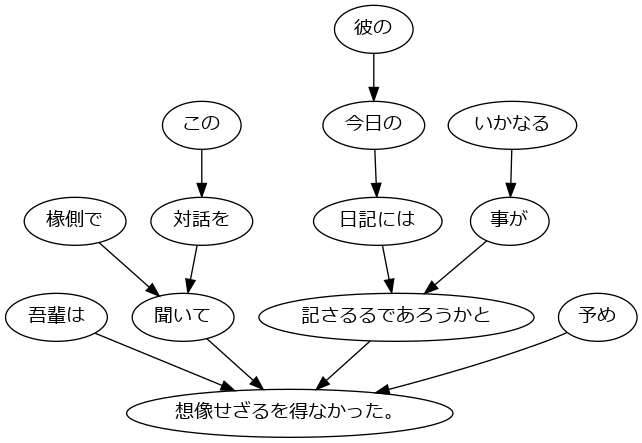 彼の
この
今日の
いかなる
椽側で
対話を
日記には
事が
吾輩は
聞いて
記さるるであろうかと
予め
想像せざるを得なかった。